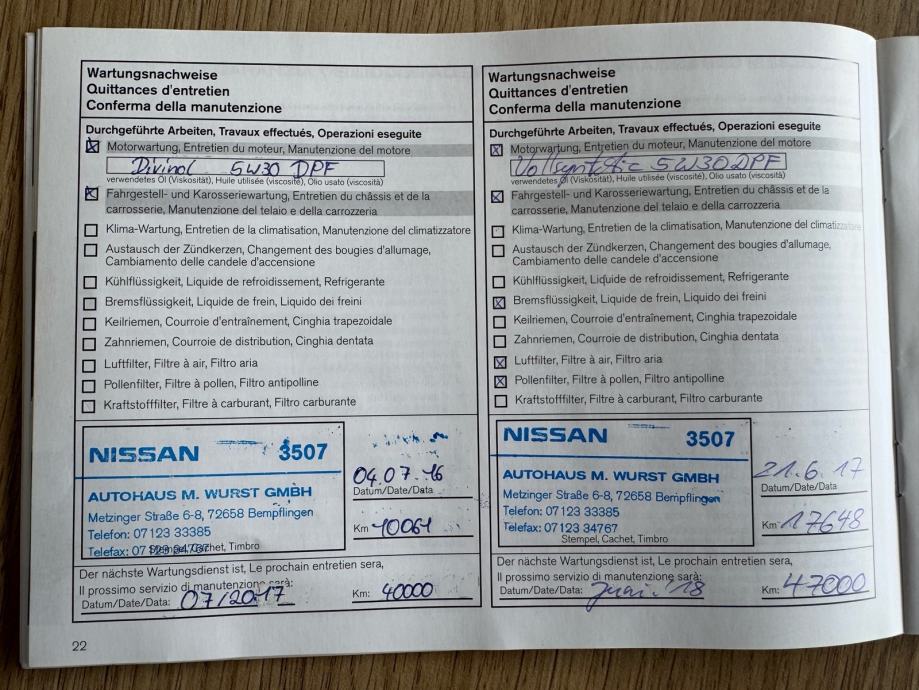 Wartungsnachweise
Quittances d'entretien
Conferma della manutenzione
Durchgeführte Arbeiten, Travaux effectués, Operazioni eseguite
Motorwartung, Entretien du moteur, Manutenzione del motore
Divinol 5W30 DPF
verwendetes Öl (Viskosität), Huile utilisée (viscosité), Olio usato (viscosità)
Fahrgestell- und Karosseriewartung, Entretien du châssis et de la
carrosserie, Manutenzione del telaio e della carrozzeria
Klima-Wartung, Entretien de la climatisation, Manutenzione del climatizzatore
Austausch der Zündkerzen, Changement des bougies d'allumage,
Cambiamento delle candele d'accensione
Kühlflüssigkeit, Liquide de refroidissement, Refrigerante
Bremsflüssigkeit, Liquide de frein, Liquido dei freini
Keilriemen, Courroie d'entraînement, Cinghia trapezoidale
Zahnriemen, Courroie de distribution, Cinghia dentata
Luftfilter, Filtre à air, Filtro aria
Pollenfilter, Filtre à pollen, Filtro antipolline
Kraftstofffilter, Filtre à carburant, Filtro carburante
NISSAN 3507
AUTOHAUS M. WURST GMBH
Metzinger Straße 6-8, 72658 Bempflingen
Telefon: 07123 33385
Telefax: 07123 34767
Stempel, Cachet, Timbro
04.07.16
Datum/Date/Data
Km 10061
Der nächste Wartungsdienst ist, Le prochain entretien sera,
Il prossimo servizio di manutenzione sarà:
Datum/Date/Data: 07/2017 Km: 40000
22
Wartungsnachweise
Quittances d'entretien
Conferma della manutenzione
Durchgeführte Arbeiten, Travaux effectués, Operazioni eseguite
Motorwartung, Entretien du moteur, Manutenzione del motore
Vollsyntetic 5W30 DPF
verwendetes Öl (Viskosität), Huile utilisée (viscosité), Olio usato (viscosità)
Fahrgestell- und Karosseriewartung, Entretien du châssis et de la
carrosserie, Manutenzione del telaio e della carrozzeria
Klima-Wartung, Entretien de la climatisation, Manutenzione del climatizzatore
Austausch der Zündkerzen, Changement des bougies d'allumage,
Cambiamento delle candele d'accensione
Kühlflüssigkeit, Liquide de refroidissement, Refrigerante
Bremsflüssigkeit, Liquide de frein, Liquido dei freini
Keilriemen, Courroie d'entraînement, Cinghia trapezoidale
Zahnriemen, Courroie de distribution, Cinghia dentata
Luftfilter, Filtre à air, Filtro aria
Pollenfilter, Filtre à pollen, Filtro antipolline
Kraftstofffilter, Filtre à carburant, Filtro carburante
NISSAN 3507
AUTOHAUS M. WURST GMBH
Metzinger Straße 6-8, 72658 Bempflingen
Telefon: 07123 33385
Telefax: 07123 34767
Stempel, Cachet, Timbro
21.6.17
Datum/Date/Data
Km 17648
Der nächste Wartungsdienst ist, Le prochain entretien sera,
Il prossimo servizio di manutenzione sarà:
Datum/Date/Data: Juni. 18 Km: 47000